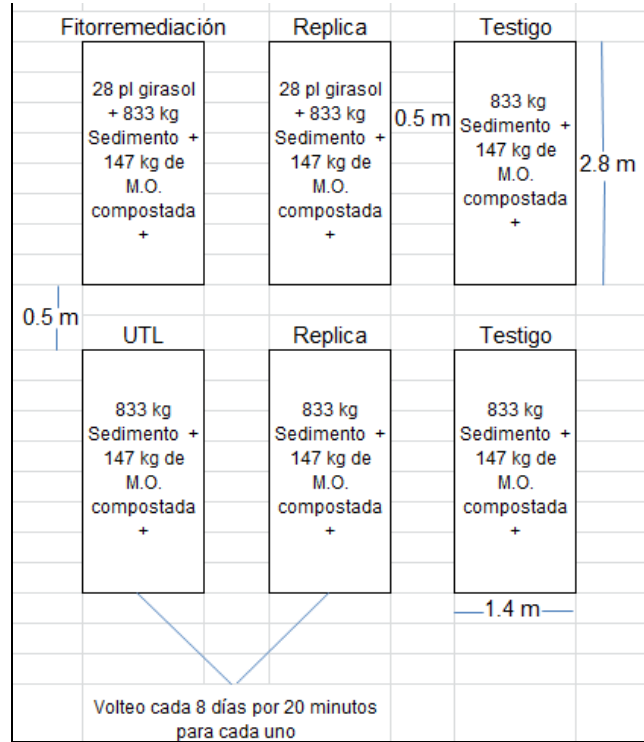 Fitorremediación
Replica
Testigo
28 pl girasol
+ 833 kg
Sedimento +
147 kg de
M.O.
compostada
+
28 pl girasol
+ 833 kg
Sedimento +
147 kg de
M.O.
compostada
+
0.5 m
833 kg
Sedimento +
147 kg de
M.O.
compostada
+
2.8 m
0.5 m
UTL
Replica
Testigo
833 kg
Sedimento +
147 kg de
M.O.
compostada
+
833 kg
Sedimento +
147 kg de
M.O.
compostada
+
833 kg
Sedimento +
147 kg de
M.O.
compostada
+
1.4 m
Volteo cada 8 días por 20 minutos
para cada uno